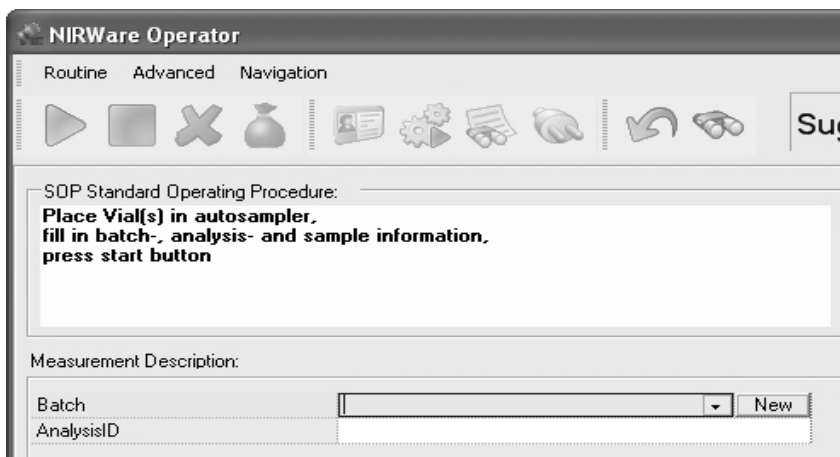 NIRWare Operator
Routine Advanced Navigation
Sug
SOP Standard Operating Procedure:
Place Vial(s) in autosampler,
fill in batch-, analysis- and sample information,
press start button
Measurement Description:
Batch New
AnalysisID